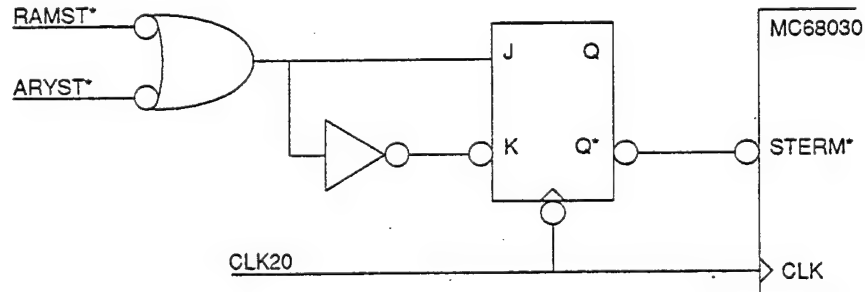 RAMST*
MC68030
J Q
ARYST*
K Q* STERM*
CLK20
CLK